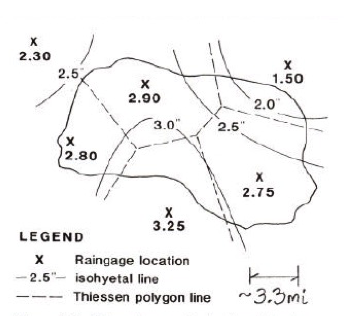 X
2.30
2.5"
X
2.90
X
1.50
2.0"
3.0"
2.5"
X
2.80
X
2.75
X
3.25
LEGEND
X Raingage location
—2.5"— isohyetal line
— — — Thiessen polygon line
~3.3mi